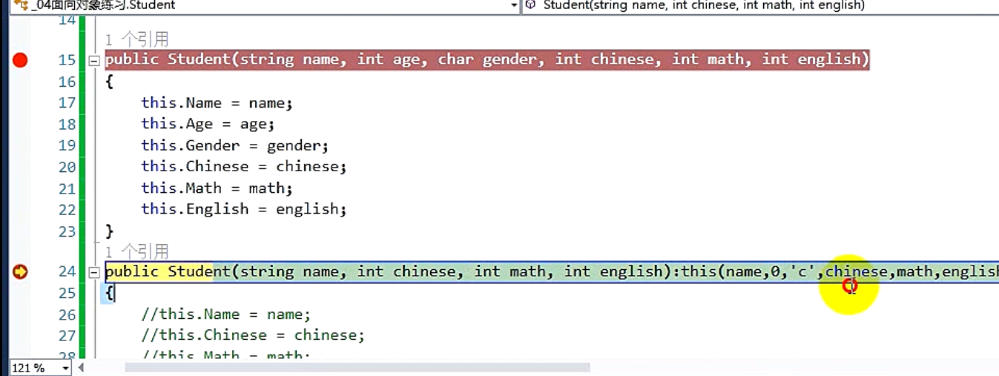 _04面向对象练习.Student
Student(string name, int chinese, int math, int english)
14
1 个引用
15 public Student(string name, int age, char gender, int chinese, int math, int english)
16 {
17 this.Name = name;
18 this.Age = age;
19 this.Gender = gender;
20 this.Chinese = chinese;
21 this.Math = math;
22 this.English = english;
23 }
1 个引用
24 public Student(string name, int chinese, int math, int english):this(name,0,'c',chinese,math,english
25 {
26 //this.Name = name;
27 //this.Chinese = chinese;
28 //this.Math = math;
121 %